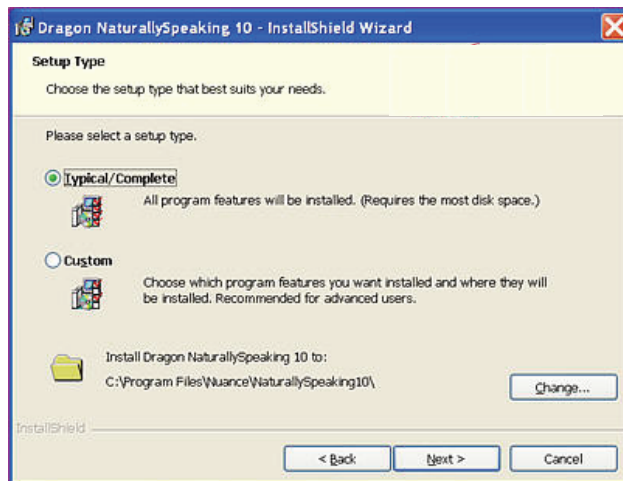 Dragon NaturallySpeaking 10 - InstallShield Wizard
Setup Type
Choose the setup type that best suits your needs.
Please select a setup type.
Typical/Complete
All program features will be installed. (Requires the most disk space.)
Custom
Choose which program features you want installed and where they will
be installed. Recommended for advanced users.
Install Dragon NaturallySpeaking 10 to:
C:\Program Files\Nuance\NaturallySpeaking10\
Change...
InstallShield
< Back
Next >
Cancel